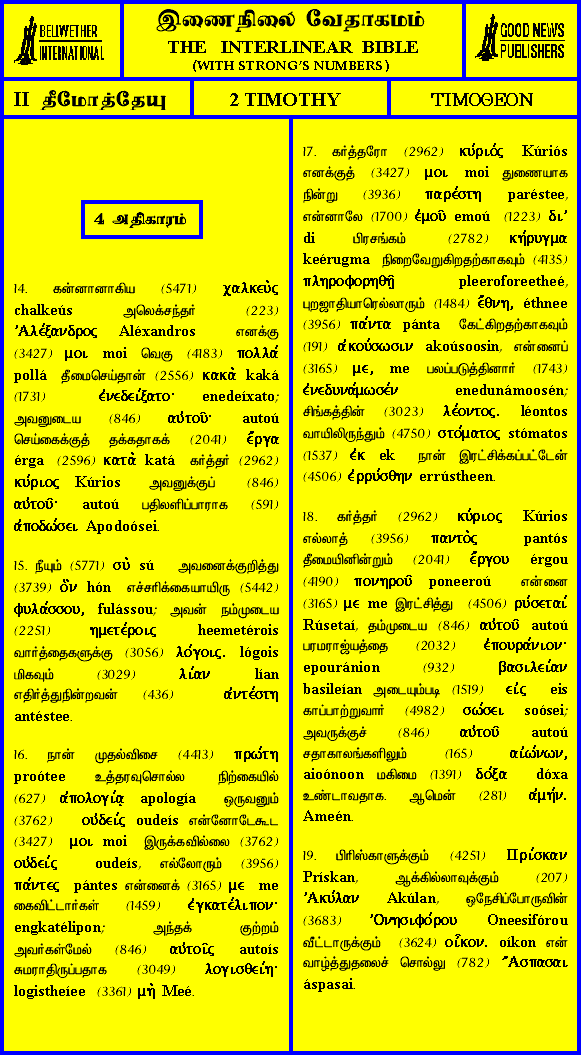 BELLWETHER
INTERNATIONAL
இணைநிலை வேதாகமம்
THE INTERLINEAR BIBLE
(WITH STRONG'S NUMBERS)
GOOD NEWS
PUBLISHERS
II தீமோத்தேயு
2 TIMOTHY
ΤΙΜΟΘΕΟΝ
4 அதிகாரம்
14. கன்னானாகிய (5471) χαλκεὺς
chalkeús அலெக்சந்தர் (223)
’Αλέξανδρος Aléxandros எனக்கு
(3427) μοι moi வெகு (4183) πολλά
pollá தீமைசெய்தான் (2556) κακὰ kaká
(1731) ἐνεδείξατο· enedeíxato;
அவனுடைய (846) αὐτοῦ· autoú
செய்கைக்குத் தக்கதாகக் (2041) ἔργα
érga (2596) κατὰ katá கர்த்தர் (2962)
κύριος Kúrios அவனுக்குப் (846)
αὐτοῦ· autoú பதிலளிப்பாராக (591)
ἀποδώσει Apodoósei.
15. நீயும் (5771) σὺ sú அவனைக்குறித்து
(3739) ὃν hón எச்சரிக்கையாயிரு (5442)
φυλάσσου, fulássou; அவன் நம்முடைய
(2251) ημετέροις heemetérois
வார்த்தைகளுக்கு (3056) λόγοις. lógois
மிகவும் (3029) λίαν lían
எதிர்த்துநின்றவன் (436) ἀντέστη
antéstee.
16. நான் முதல்விசை (4413) πρώτη
proótee உத்தரவுசொல்ல நிற்கையில்
(627) ἀπολογίᾳ apología ஒருவனும்
(3762) οὐδείς oudeís என்னோடேகூட
(3427) μοι moi இருக்கவில்லை (3762)
οὐδείς oudeís, எல்லோரும் (3956)
πάντες pántes என்னைக் (3165) με me
கைவிட்டார்கள் (1459) ἐγκατέλιπον·
engkatélipon; அந்தக் குற்றம்
அவர்கள்மேல் (846) αὐτοῖς autoís
சுமராதிருப்பதாக (3049) λογισθείη·
logistheíee (3361) μὴ Meé.
17. கர்த்தரோ (2962) κύριός Kúriós
எனக்குத் (3427) μοι moi துணையாக
நின்று (3936) παρέστη paréstee,
என்னாலே (1700) ἐμοῦ emoú (1223) δι’
di பிரசங்கம் (2782) κήρυγμα
keérugma நிறைவேறுகிறதற்காகவும் (4135)
πληροφορηθῇ pleeroforeetheé,
புறஜாதியாரெல்லாரும் (1484) ἔθνη, éthnee
(3956) πάντα pánta கேட்கிறதற்காகவும்
(191) ἀκούσωσιν akoúsoosin, என்னைப்
(3165) με, me பலப்படுத்தினார் (1743)
ἐνεδυνάμωσέν enedunámoosén;
சிங்கத்தின் (3023) λέοντος. léontos
வாயிலிருந்தும் (4750) στόματος stómatos
(1537) ἐκ ek நான் இரட்சிக்கப்பட்டேன்
(4506) ἐρρύσθην errústheen.
18. கர்த்தர் (2962) κύριος Kúrios
எல்லாத் (3956) παντὸς pantós
தீமையினின்றும் (2041) ἔργου érgou
(4190) πονηροῦ poneeroú என்னை
(3165) με me இரட்சித்து (4506) ῥύσεταί
Rúsetaí, தம்முடைய (846) αὐτοῦ autoú
பரமராஜ்யத்தை (2032) ἐπουράνιον·
epouránion (932) βασιλείαν
basileían அடையும்படி (1519) εἰς eis
காப்பாற்றுவார் (4982) σώσει soósei;
அவருக்குச் (846) αὐτοῦ autoú
சதாகாலங்களிலும் (165) αἰώνων,
aioónoon மகிமை (1391) δόξα dóxa
உண்டாவதாக. ஆமென் (281) ἀμήν.
Ameén.
19. பிரிஸ்காளுக்கும் (4251) Πρίσκαν
Prískan, ஆக்கில்லாவுக்கும் (207)
’Ακύλαν Akúlan, ஒநேசிப்போருவின்
(3683) ’Ονησιφόρου Oneesifórou
வீட்டாருக்கும் (3624) οἶκον. oíkon என்
வாழ்த்துதலைச் சொல்லு (782) ῎Ασπασαι
áspasai.